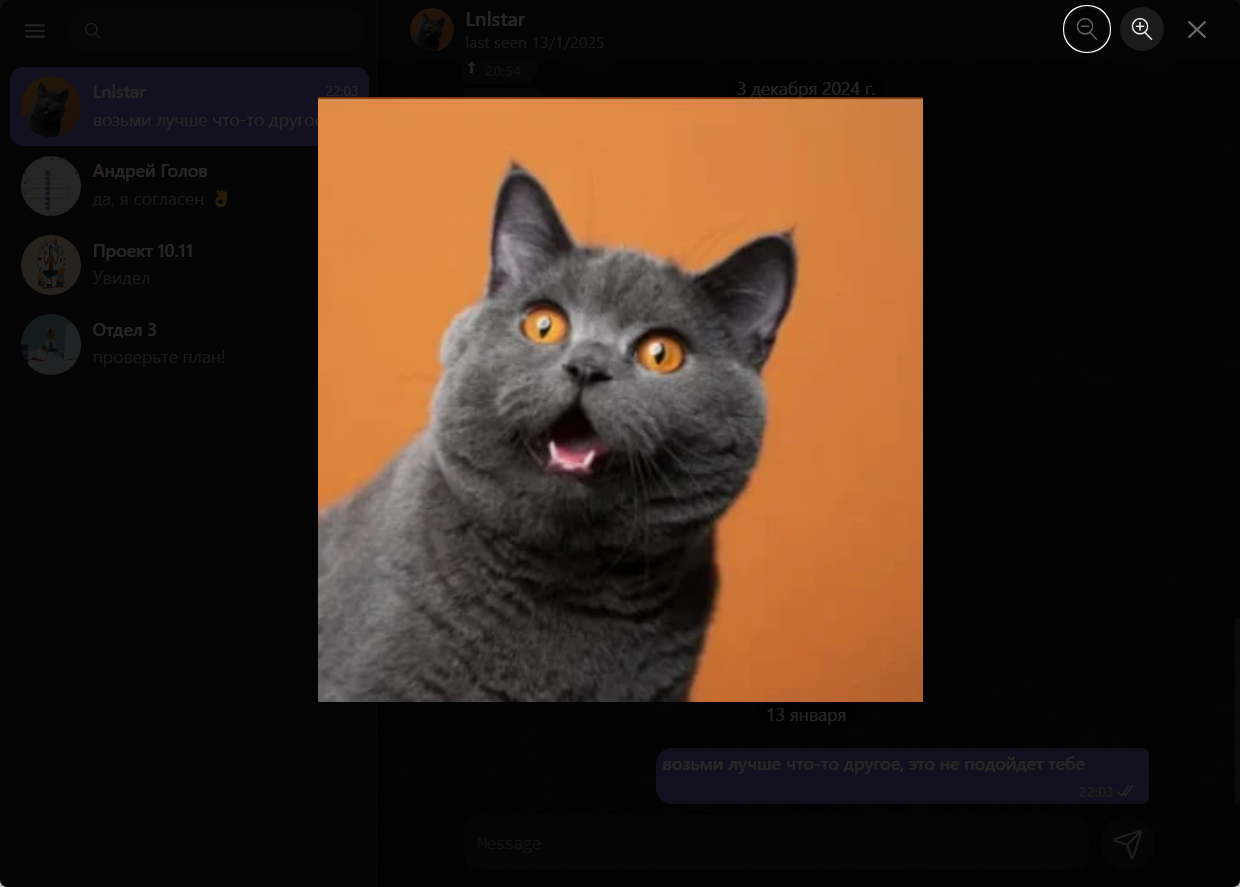 Lnlstar
last seen 13/1/2025
20:54
Lnlstar
22:03
возьми лучше что-то другое
Андрей Голов
да, я согласен 👌
Проект 10.11
Увидел
Отдел 3
проверьте план!
3 декабря 2024 г.
13 января
возьми лучше что-то другое, это не подойдет тебе
22:03
Message